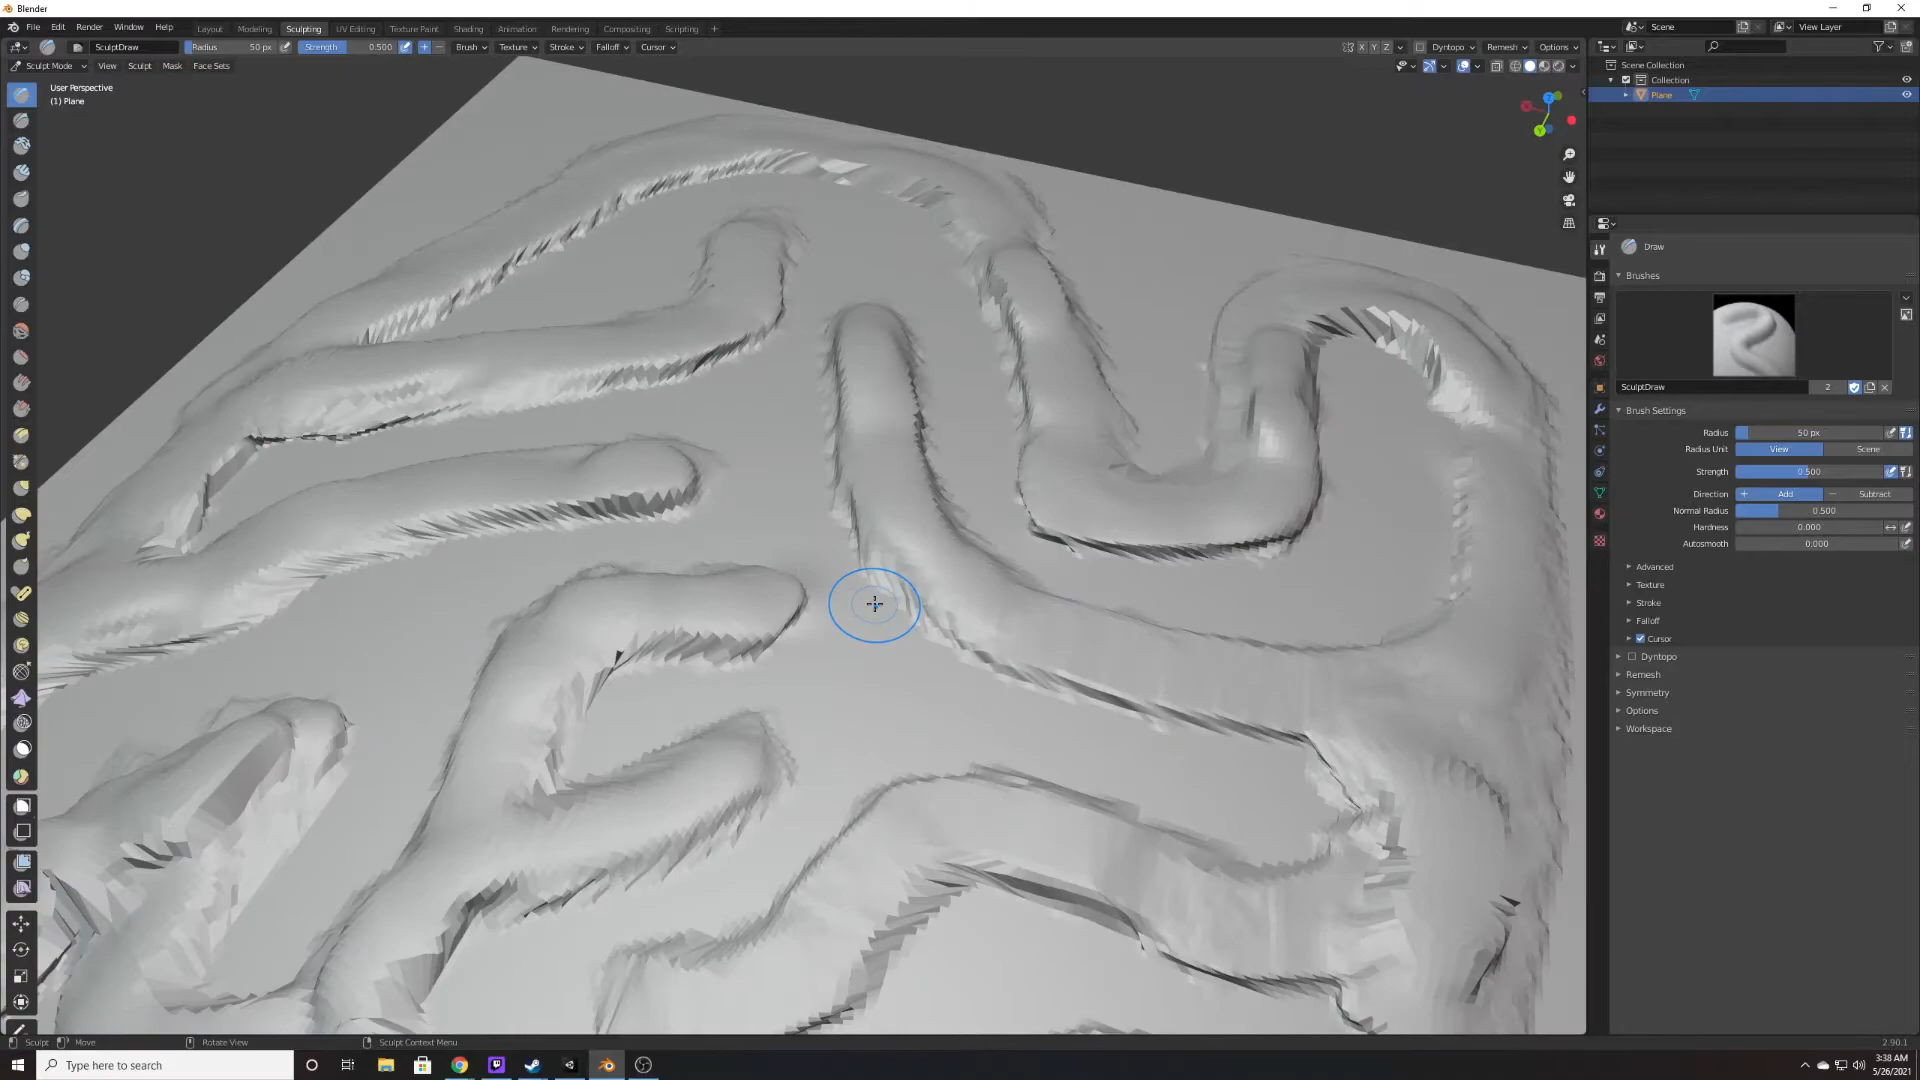 Blender
File Edit Render Window Help
Layout Modeling Sculpting UV Editing Texture Paint Shading Animation Rendering Compositing Scripting +
Scene
View Layer
SculptDraw
Radius 50 px
Strength 0.500
Brush Texture Stroke Falloff Cursor
X Y Z
Dyntopo Remesh Options
Sculpt Mode View Sculpt Mask Face Sets
User Perspective
(1) Plane
Z
Y
Scene Collection
Collection
Plane
Draw
Brushes
SculptDraw 2
Brush Settings
Radius 50 px
Radius Unit View Scene
Strength 0.500
Direction + Add − Subtract
Normal Radius 0.500
Hardness 0.000
Autosmooth 0.000
Advanced
Texture
Stroke
Falloff
Cursor
Dyntopo
Remesh
Symmetry
Options
Workspace
Sculpt Move Rotate View Sculpt Context Menu
2.90.1
Type here to search
3:38 AM
5/26/2021